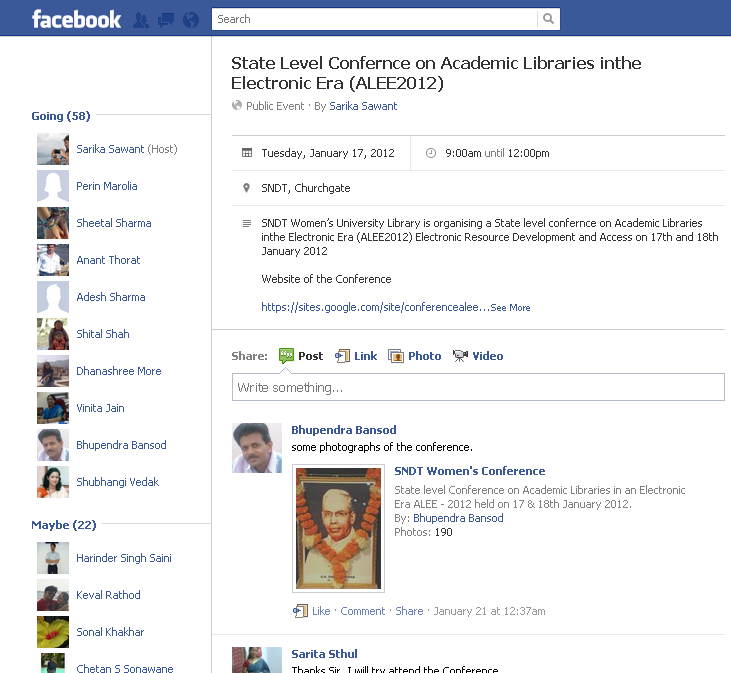 facebook
Search
Going (58)
Sarika Sawant (Host)
Perin Marolia
Sheetal Sharma
Anant Thorat
Adesh Sharma
Shital Shah
Dhanashree More
Vinita Jain
Bhupendra Bansod
Shubhangi Vedak
Maybe (22)
Harinder Singh Saini
Keval Rathod
Sonal Khakhar
Chetan S Sonawane
State Level Confernce on Academic Libraries inthe
Electronic Era (ALEE2012)
Public Event · By Sarika Sawant
Tuesday, January 17, 2012
9:00am until 12:00pm
SNDT, Churchgate
SNDT Women's University Library is organising a State level confernce on Academic Libraries
inthe Electronic Era (ALEE2012) Electronic Resource Development and Access on 17th and 18th
January 2012
Website of the Conference
https://sites.google.com/site/conferencealee...See More
Share: Post Link Photo Video
Write something...
Bhupendra Bansod
some photographs of the conference.
SNDT Women's Conference
State level Conference on Academic Libraries in an Electronic
Era ALEE - 2012 held on 17 & 18th January 2012.
By: Bhupendra Bansod
Photos: 190
Like · Comment · Share · January 21 at 12:37am
Sarita Sthul
Thanks Sir, I will try attend the Conference